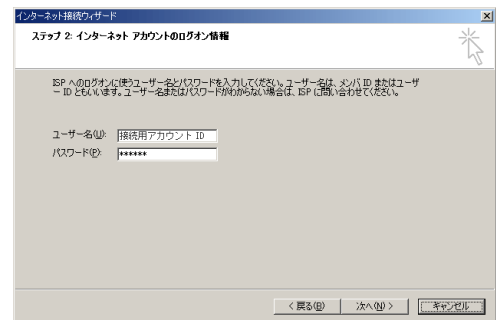 インターネット接続ウィザード
ステップ 2: インターネット アカウントのログオン情報
ISP へのログオンに使うユーザー名とパスワードを入力してください。ユーザー名は、メンバ ID またはユーザ
ー ID ともいいます。ユーザー名またはパスワードがわからない場合は、ISP に問い合わせてください。
ユーザー名(U): 接続用アカウント ID
パスワード(P): ******
< 戻る(B) 次へ(N) > キャンセル